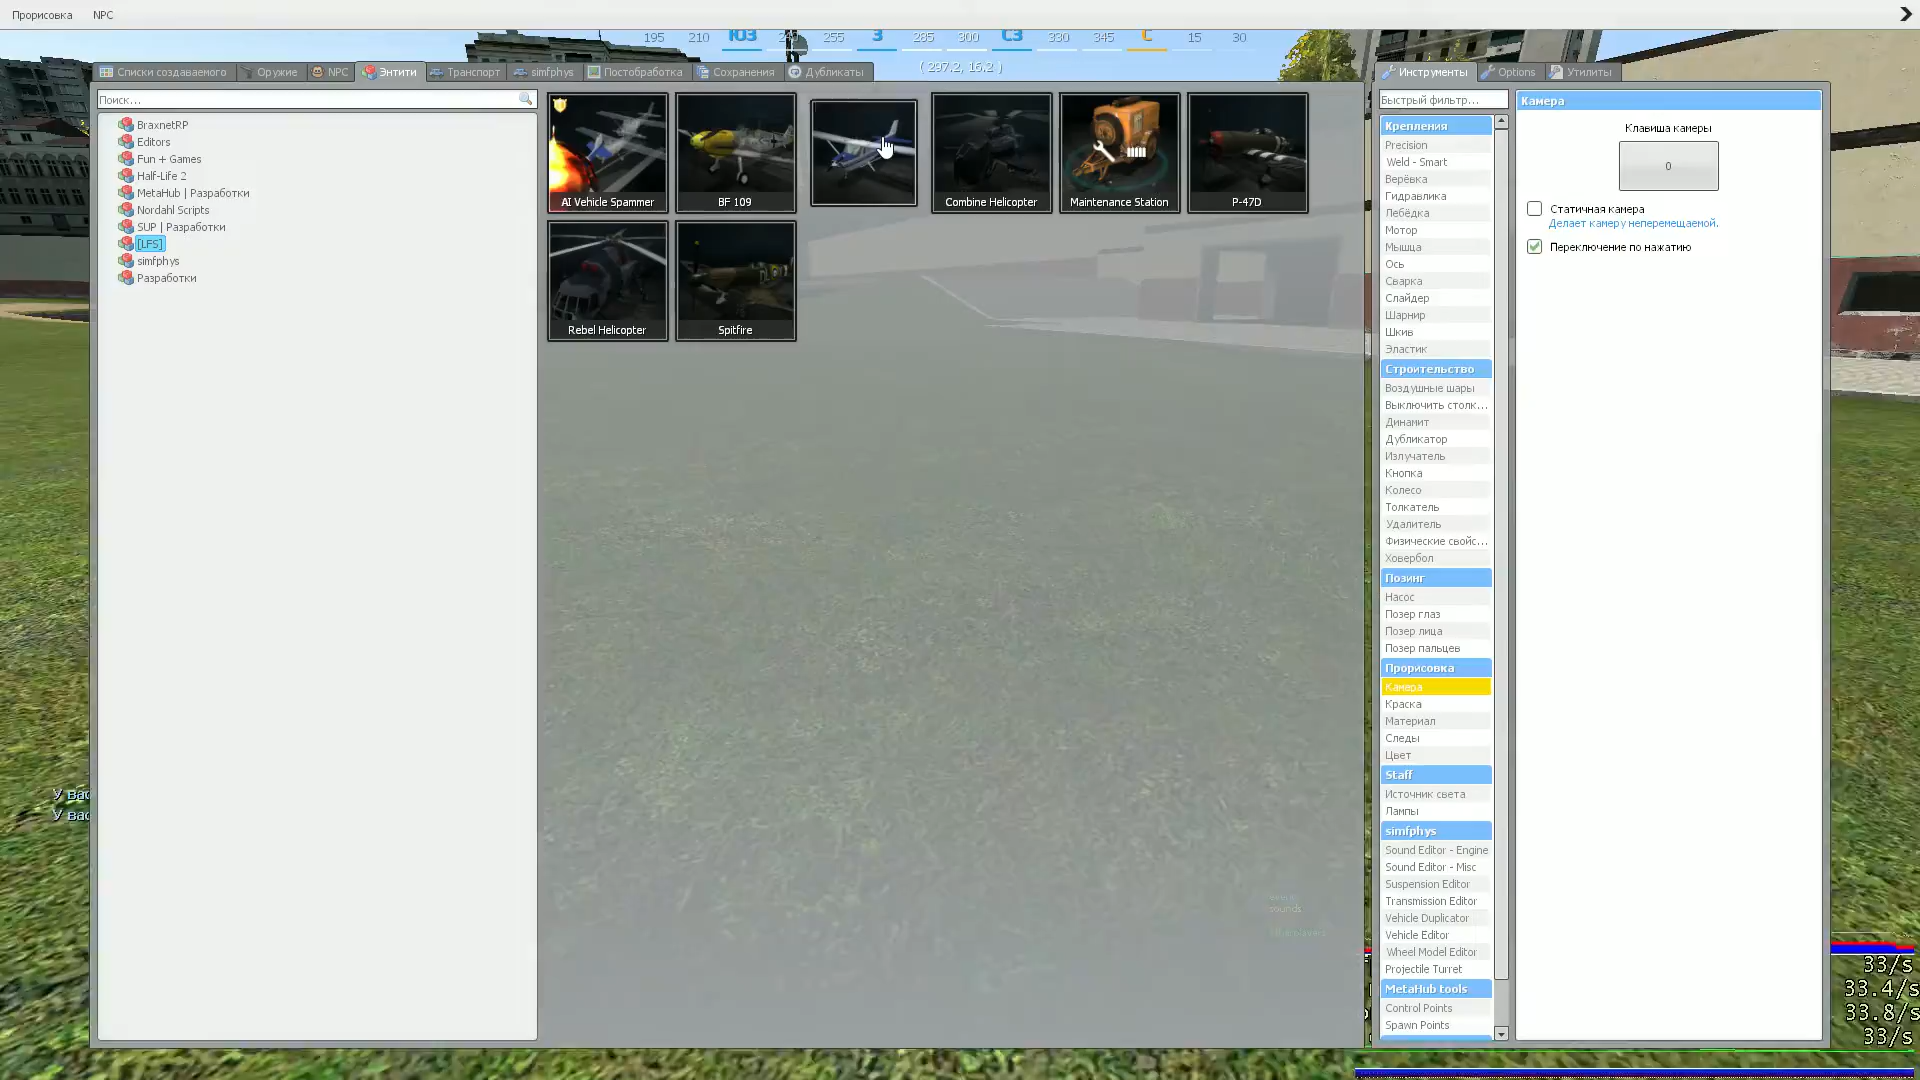 Прорисовка NPC
195 210 ЮЗ 240 255 З 285 300 СЗ 330 345 С 15 30
( 297.2, 16.2 )
Списки создаваемого Оружие NPC Энтити Транспорт simfphys Постобработка Сохранения Дубликаты
Поиск...
BraxnetRP
Editors
Fun + Games
Half-Life 2
MetaHub | Разработки
Nordahl Scripts
SUP | Разработки
[LFS]
simfphys
Разработки
AI Vehicle Spammer
BF 109
Combine Helicopter
Maintenance Station
P-47D
Rebel Helicopter
Spitfire
sounds
У вас
У вас
Инструменты Options Утилиты
Быстрый фильтр...
Крепления
Precision
Weld - Smart
Верёвка
Гидравлика
Лебёдка
Мотор
Мышца
Ось
Сварка
Слайдер
Шарнир
Шкив
Эластик
Строительство
Воздушные шары
Выключить столк...
Динамит
Дубликатор
Излучатель
Кнопка
Колесо
Толкатель
Удалитель
Физические свойс...
Ховербол
Позинг
Насос
Позер глаз
Позер лица
Позер пальцев
Прорисовка
Камера
Краска
Материал
Следы
Цвет
Staff
Источник света
Лампы
simfphys
Sound Editor - Engine
Sound Editor - Misc
Suspension Editor
Transmission Editor
Vehicle Duplicator
Vehicle Editor
Wheel Model Editor
Projectile Turret
MetaHub tools
Control Points
Spawn Points
Камера
Клавиша камеры
0
Статичная камера
Делает камеру неперемещаемой.
Переключение по нажатию
33/s
33.4/s
33.8/s
33/s